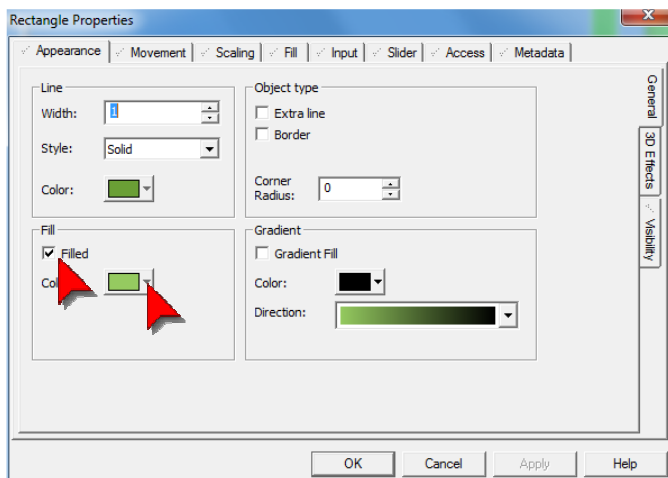 Rectangle Properties
X
Appearance Movement Scaling Fill Input Slider Access Metadata
General
3D Effects
Visibility
Line
Width: 1
Style: Solid
Color:
Object type
Extra line
Border
Corner
Radius: 0
Fill
Filled
Gradient
Gradient Fill
Color:
Direction:
OK Cancel Apply Help